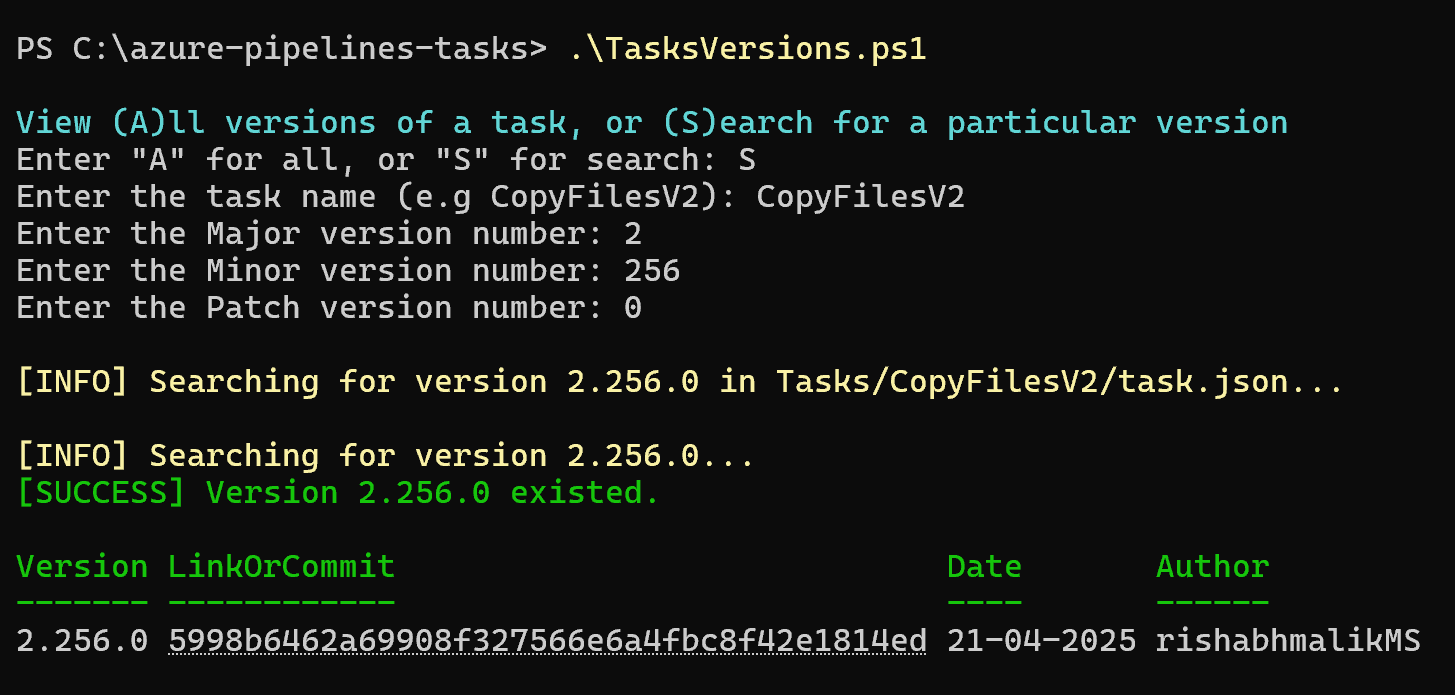 PS C:\azure-pipelines-tasks> .\TasksVersions.ps1
View (A)ll versions of a task, or (S)earch for a particular version
Enter "A" for all, or "S" for search: S
Enter the task name (e.g CopyFilesV2): CopyFilesV2
Enter the Major version number: 2
Enter the Minor version number: 256
Enter the Patch version number: 0
[INFO] Searching for version 2.256.0 in Tasks/CopyFilesV2/task.json...
[INFO] Searching for version 2.256.0...
[SUCCESS] Version 2.256.0 existed.
Version LinkOrCommit Date Author
------- ------------ ---- ------
2.256.0 5998b6462a69908f327566e6a4fbc8f42e1814ed 21-04-2025 rishabhmalikMS